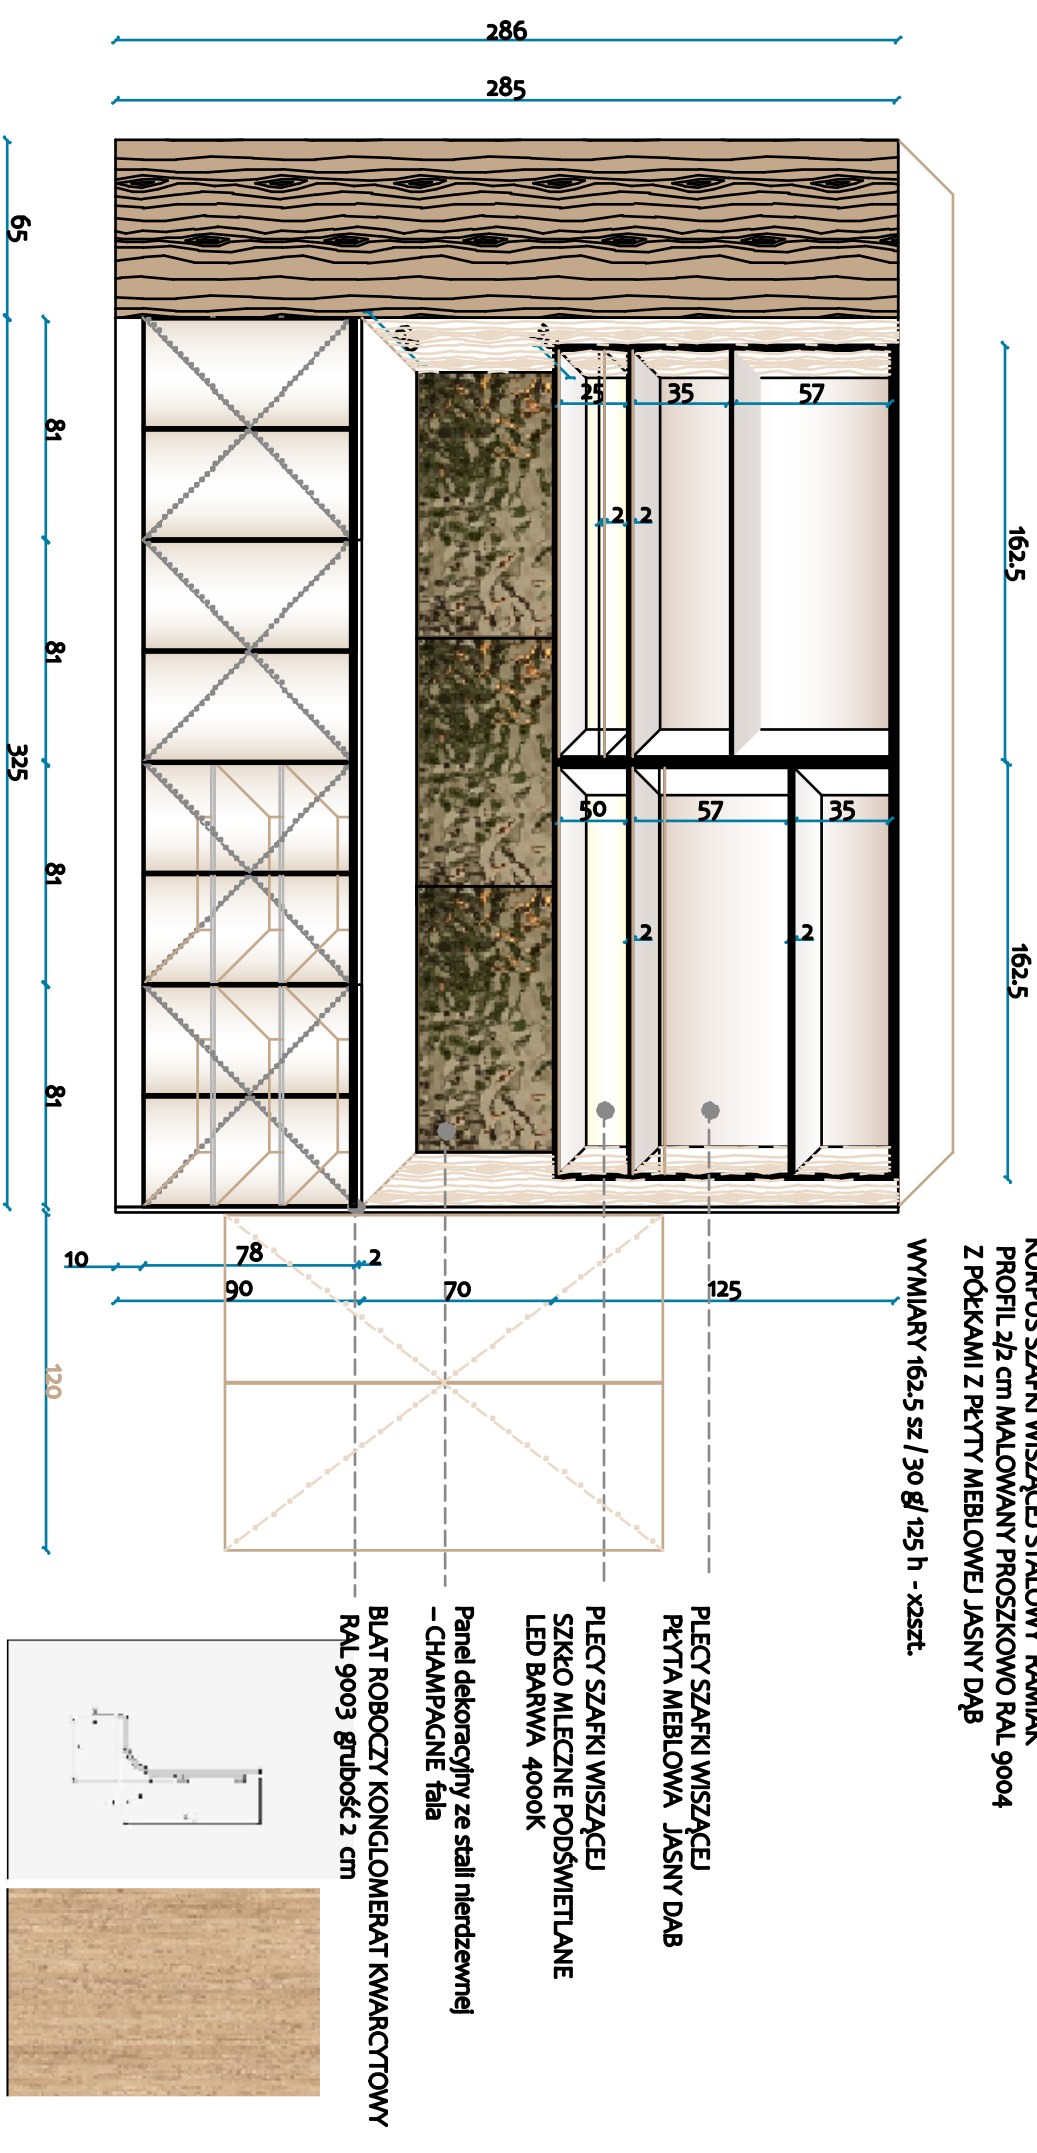 KORPUS SZAFKI WISZĄCEJ STALOWY RAMIAK
PROFIL 2/2 cm MALOWANY PROSZKOWO RAL 9004
Z PÓŁKAMI Z PŁYTY MEBLOWEJ JASNY DĄB
WYMIARY 162.5 sz / 30 g/ 125 h - x2szt.
162.5
162.5
57
35
25
2
2
35
57
50
2
2
286
285
65
81
81
325
81
81
120
10
78
2
90
70
125
PLECY SZAFKI WISZĄCEJ
PŁYTA MEBLOWA JASNY DAB
PLECY SZAFKI WISZĄCEJ
SZKŁO MLECZNE PODŚWIETLANE
LED BARWA 4000K
Panel dekoracyjny ze stali nierdzewnej
– CHAMPAGNE fala
BLAT ROBOCZY KONGLOMERAT KWARCYTOWY
RAL 9003 grubość 2 cm